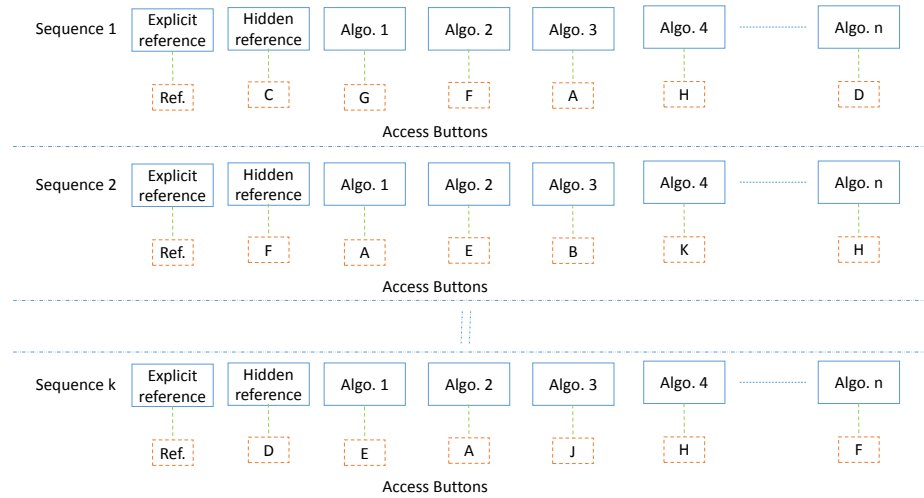 Sequence 1
Explicit
reference
Hidden
reference
Algo. 1
Algo. 2
Algo. 3
Algo. 4
Algo. n
Ref.
C
G
F
A
H
D
Access Buttons
Sequence 2
Explicit
reference
Hidden
reference
Algo. 1
Algo. 2
Algo. 3
Algo. 4
Algo. n
Ref.
F
A
E
B
K
H
Access Buttons
Sequence k
Explicit
reference
Hidden
reference
Algo. 1
Algo. 2
Algo. 3
Algo. 4
Algo. n
Ref.
D
E
A
J
H
F
Access Buttons